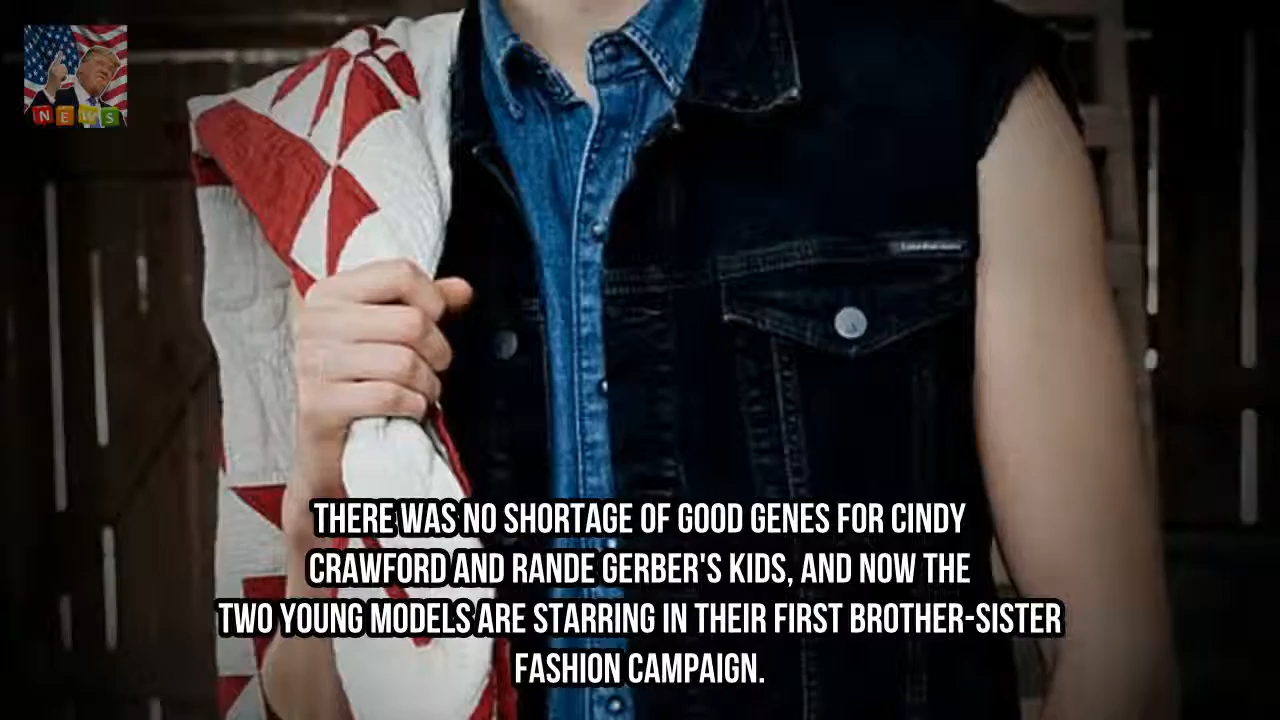 NEWS
THERE WAS NO SHORTAGE OF GOOD GENES FOR CINDY
CRAWFORD AND RANDE GERBER'S KIDS, AND NOW THE
TWO YOUNG MODELS ARE STARRING IN THEIR FIRST BROTHER-SISTER
FASHION CAMPAIGN.